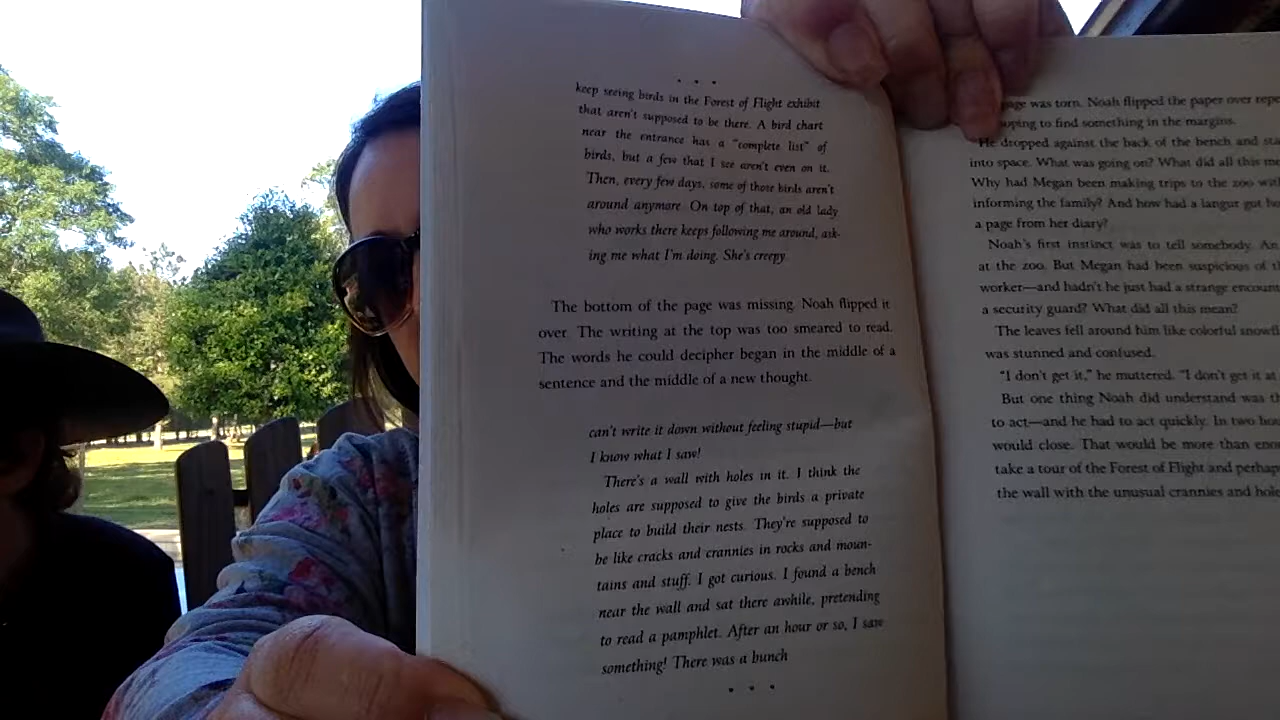 • • •
keep seeing birds in the Forest of Flight exhibit
that aren't supposed to be there. A bird chart
near the entrance has a "complete list" of
birds, but a few that I see aren't even on it.
Then, every few days, some of those birds aren't
around anymore. On top of that, an old lady
who works there keeps following me around, ask-
ing me what I'm doing. She's creepy.
The bottom of the page was missing. Noah flipped it
over. The writing at the top was too smeared to read.
The words he could decipher began in the middle of a
sentence and the middle of a new thought.
can't write it down without feeling stupid—but
I know what I saw!
There's a wall with holes in it. I think the
holes are supposed to give the birds a private
place to build their nests. They're supposed to
be like cracks and crannies in rocks and moun-
tains and stuff. I got curious. I found a bench
near the wall and sat there awhile, pretending
to read a pamphlet. After an hour or so, I saw
something! There was a bunch
• • •
was torn. Noah flipped the paper over
to find something in the margins.
He dropped against the back of the bench and
into space. What was going on? What did all this
Why had Megan been making trips to the zoo
informing the family? And how had a langur
a page from her diary?
Noah's first instinct was to tell somebody.
at the zoo. But Megan had been suspicious of
worker—and hadn't he just had a strange
a security guard? What did all this mean?
The leaves fell around him like colorful
was stunned and confused.
"I don't get it," he muttered. "I don't get it
But one thing Noah did understand was
to act—and he had to act quickly. In two
would close. That would be more than
take a tour of the Forest of Flight and
the wall with the unusual crannies and